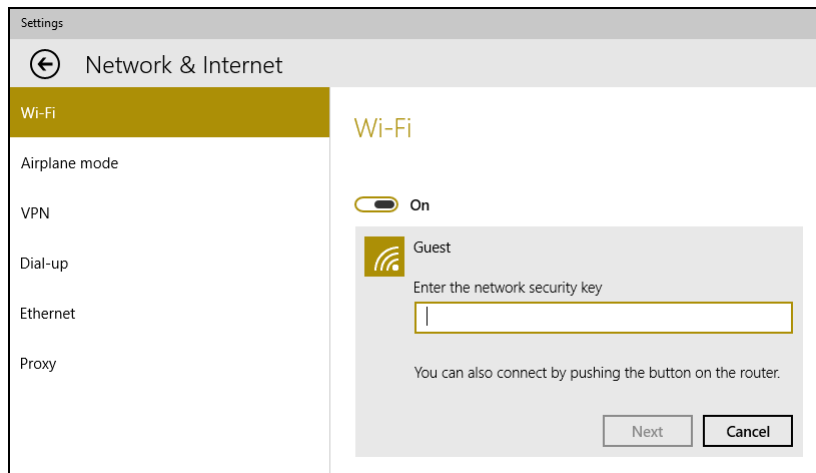 Settings
Network & Internet
Wi-Fi
Airplane mode
VPN
Dial-up
Ethernet
Proxy
Wi-Fi
On
Guest
Enter the network security key
You can also connect by pushing the button on the router.
Next
Cancel